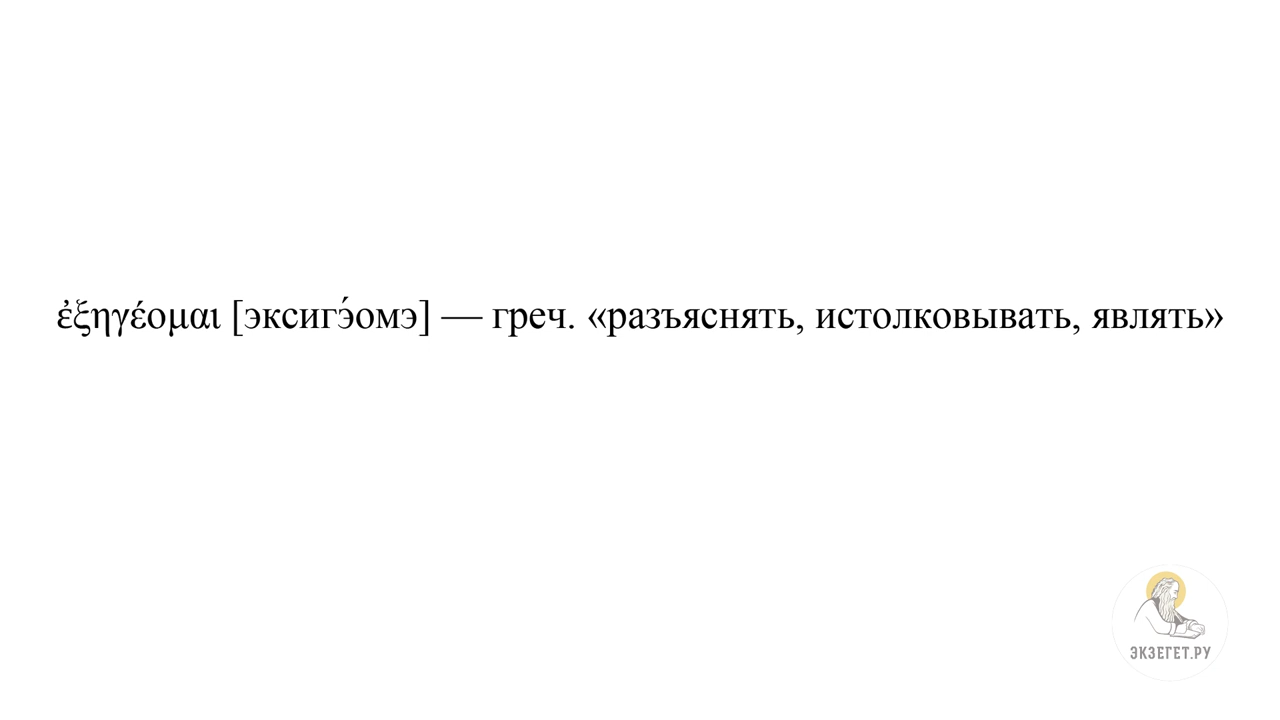 ἐξηγέομαι [эксигэ́омэ] — греч. «разъяснять, истолковывать, являть»
ЭКЗЕГЕТ.РУ